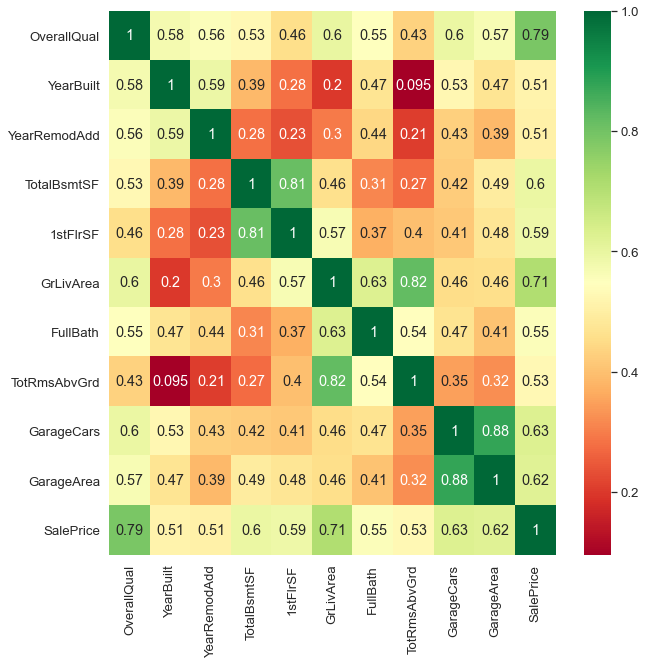 OverallQual 1 0.58 0.56 0.53 0.46 0.6 0.55 0.43 0.6 0.57 0.79
YearBuilt 0.58 1 0.59 0.39 0.28 0.2 0.47 0.095 0.53 0.47 0.51
YearRemodAdd 0.56 0.59 1 0.28 0.23 0.3 0.44 0.21 0.43 0.39 0.51
TotalBsmtSF 0.53 0.39 0.28 1 0.81 0.46 0.31 0.27 0.42 0.49 0.6
1stFlrSF 0.46 0.28 0.23 0.81 1 0.57 0.37 0.4 0.41 0.48 0.59
GrLivArea 0.6 0.2 0.3 0.46 0.57 1 0.63 0.82 0.46 0.46 0.71
FullBath 0.55 0.47 0.44 0.31 0.37 0.63 1 0.54 0.47 0.41 0.55
TotRmsAbvGrd 0.43 0.095 0.21 0.27 0.4 0.82 0.54 1 0.35 0.32 0.53
GarageCars 0.6 0.53 0.43 0.42 0.41 0.46 0.47 0.35 1 0.88 0.63
GarageArea 0.57 0.47 0.39 0.49 0.48 0.46 0.41 0.32 0.88 1 0.62
SalePrice 0.79 0.51 0.51 0.6 0.59 0.71 0.55 0.53 0.63 0.62 1
OverallQual
YearBuilt
YearRemodAdd
TotalBsmtSF
1stFlrSF
GrLivArea
FullBath
TotRmsAbvGrd
GarageCars
GarageArea
SalePrice
1.0
0.8
0.6
0.4
0.2